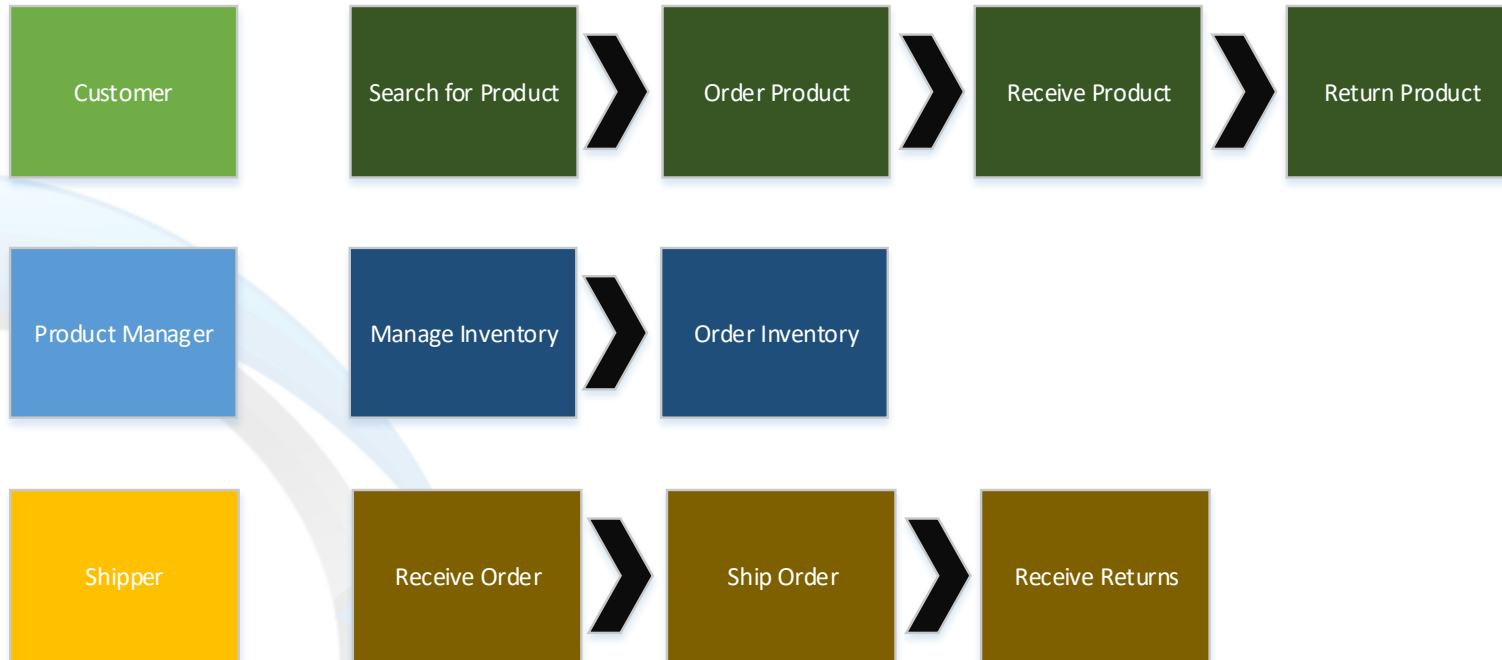 Customer
Search for Product
Order Product
Receive Product
Return Product
Product Manager
Manage Inventory
Order Inventory
Shipper
Receive Order
Ship Order
Receive Returns